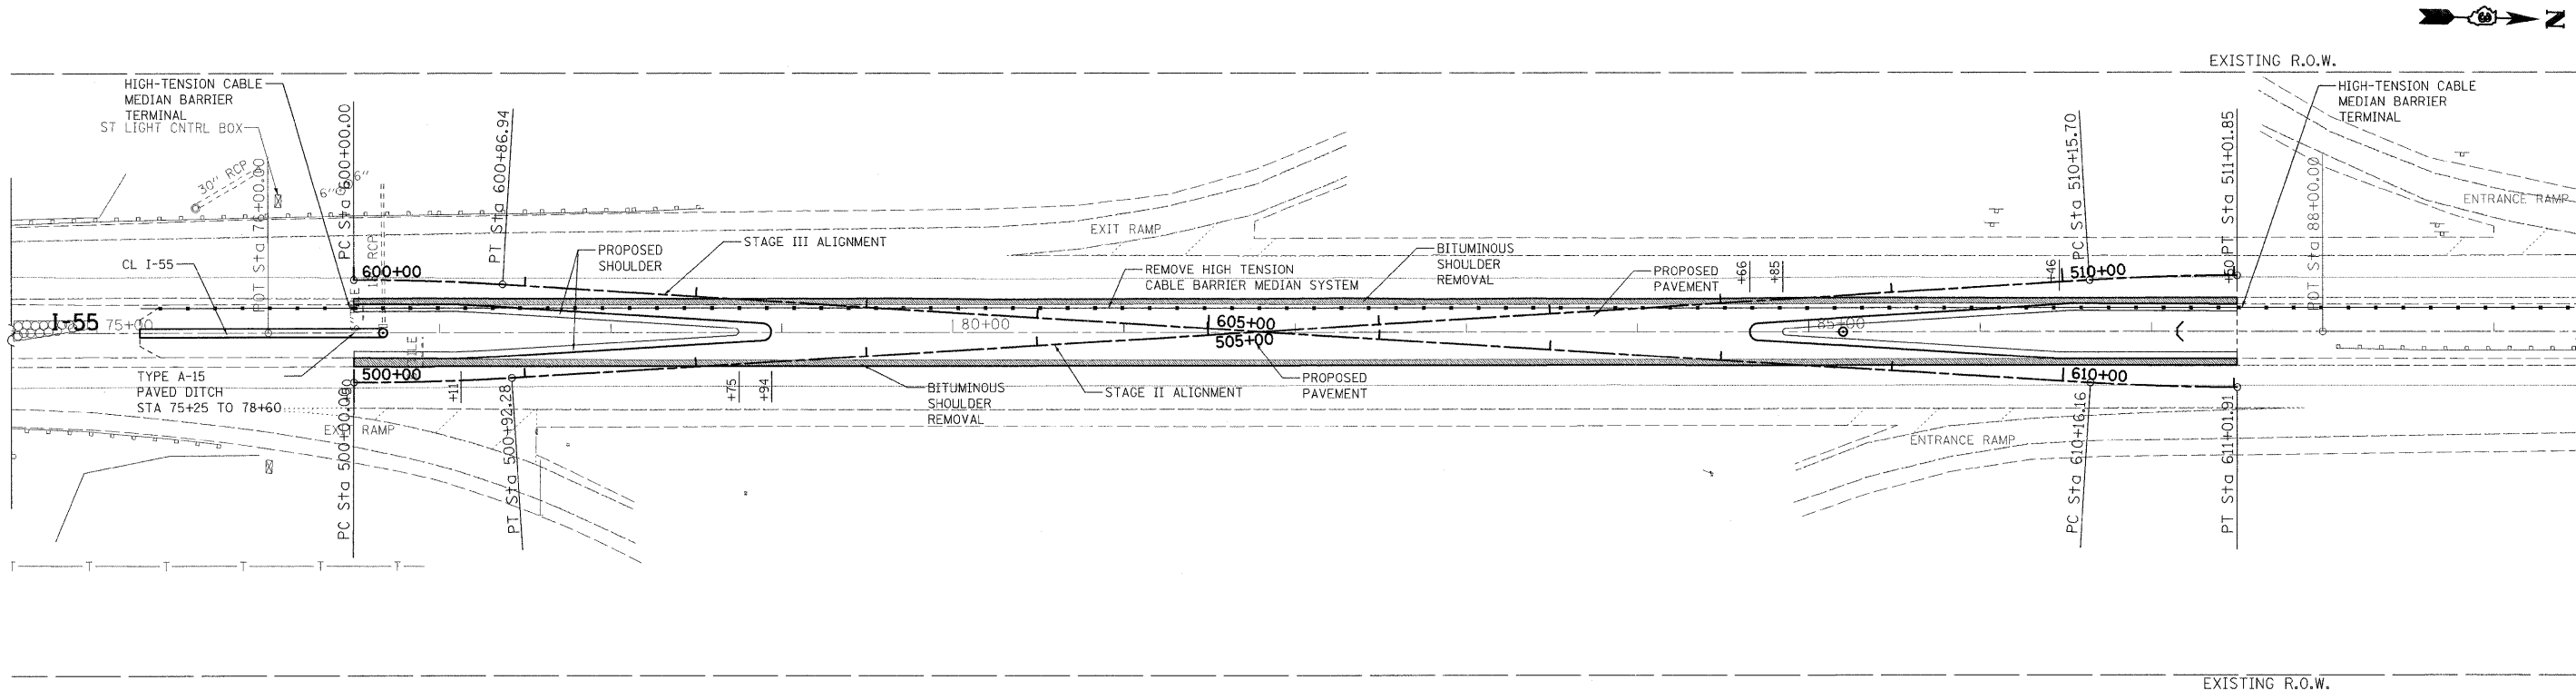 N
EXISTING R.O.W.
HIGH-TENSION CABLE
MEDIAN BARRIER
TERMINAL
ST LIGHT CNTRL BOX
30" RCP
POT Sta 76+00.00
PC Sta 600+00.00
PT Sta 600+86.94
PC Sta 510+15.70
PT Sta 511+01.85
HIGH-TENSION CABLE
MEDIAN BARRIER
TERMINAL
POT Sta 88+00.00
ENTRANCE RAMP
EXIT RAMP
CL I-55
600+00
PROPOSED
SHOULDER
STAGE III ALIGNMENT
REMOVE HIGH TENSION
CABLE BARRIER MEDIAN SYSTEM
BITUMINOUS
SHOULDER
REMOVAL
PROPOSED
PAVEMENT
+66
+85
+46
510+00
+50
I-55
75+00
80+00
605+00
505+00
85+00
TYPE A-15
PAVED DITCH
STA 75+25 TO 78+60
500+00
+11
+75
+94
BITUMINOUS
SHOULDER
REMOVAL
STAGE II ALIGNMENT
PROPOSED
PAVEMENT
610+00
EXIT RAMP
ENTRANCE RAMP
PC Sta 500+00.00
PT Sta 500+92.28
PC Sta 610+16.16
PT Sta 611+01.91
T T T T T T
EXISTING R.O.W.